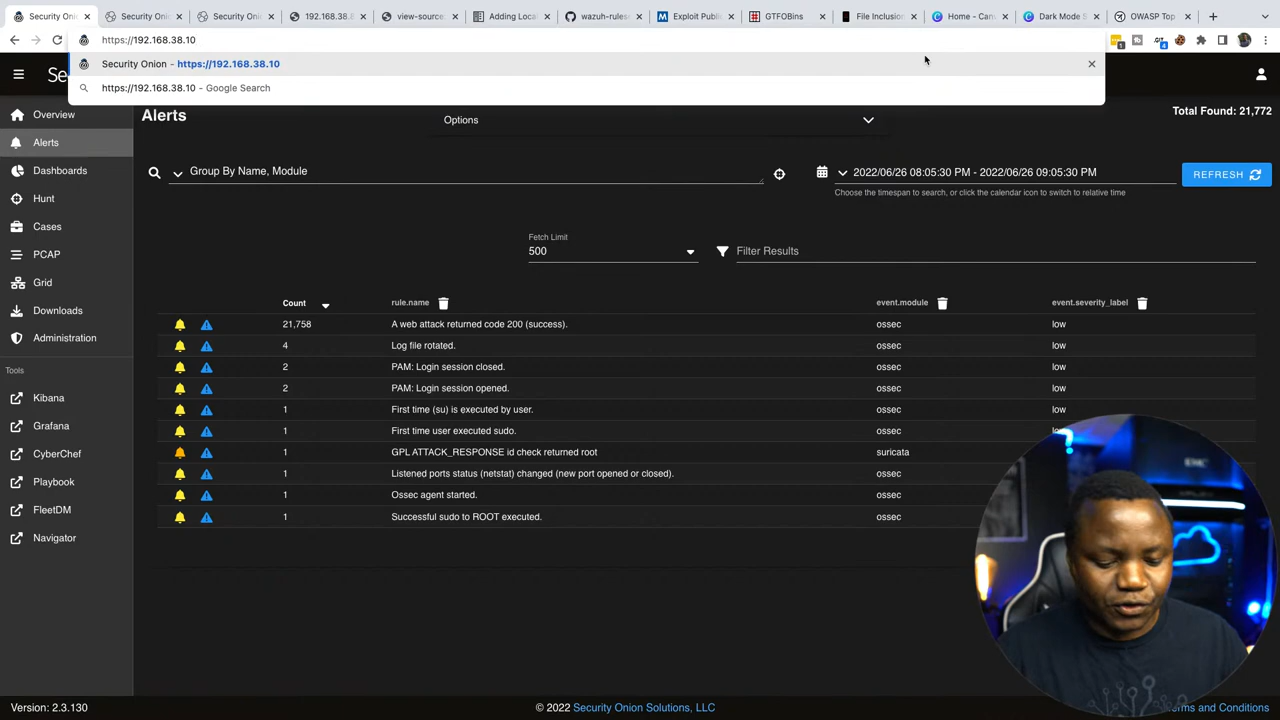 Security Onio
Security Oni
Security Oni
192.168.38.8
view-source:
Adding Loca
wazuh-rules
Exploit Publi
GTFOBins
File Inclusion
Home - Canv
Dark Mode S
OWASP Top
https://192.168.38.10
Security Onion - https://192.168.38.10
https://192.168.38.10 - Google Search
Se
Overview
Alerts
Dashboards
Hunt
Cases
PCAP
Grid
Downloads
Administration
Tools
Kibana
Grafana
CyberChef
Playbook
FleetDM
Navigator
Alerts
Options
Total Found: 21,772
Group By Name, Module
2022/06/26 08:05:30 PM - 2022/06/26 09:05:30 PM
REFRESH
Choose the timespan to search, or click the calendar icon to switch to relative time
Fetch Limit
500
Filter Results
Count rule.name event.module event.severity_label
21,758 A web attack returned code 200 (success). ossec low
4 Log file rotated. ossec low
2 PAM: Login session closed. ossec low
2 PAM: Login session opened. ossec low
1 First time (su) is executed by user. ossec low
1 First time user executed sudo. ossec low
1 GPL ATTACK_RESPONSE id check returned root suricata
1 Listened ports status (netstat) changed (new port opened or closed). ossec
1 Ossec agent started. ossec
1 Successful sudo to ROOT executed. ossec
Version: 2.3.130
© 2022 Security Onion Solutions, LLC
erms and Conditions